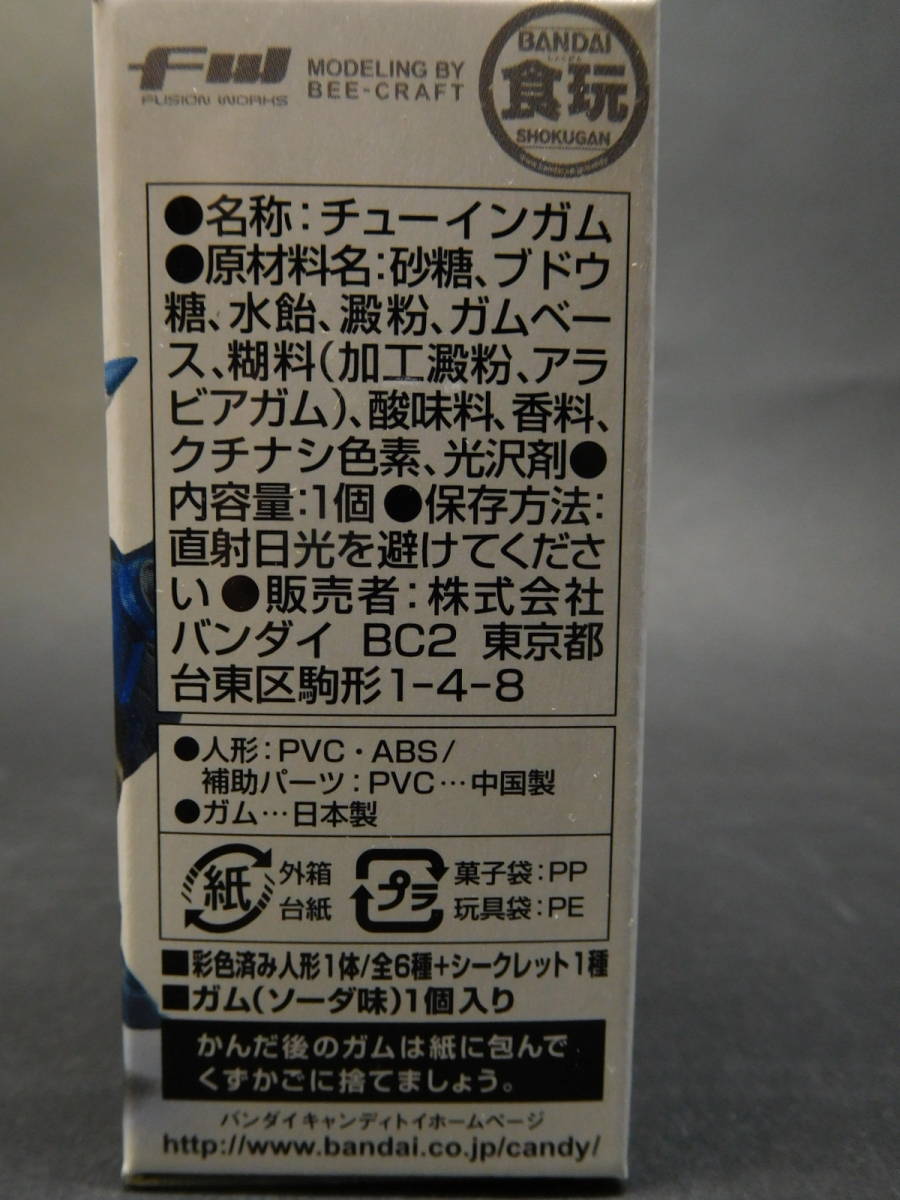 FW
FUSION WORKS
MODELING BY
BEE-CRAFT
BANDAI
しょくがん
食玩
SHOKUGAN
●名称:チューインガム
●原材料名:砂糖、ブドウ
糖、水飴、澱粉、ガムベー
ス、糊料(加工澱粉、アラ
ビアガム)、酸味料、香料、
クチナシ色素、光沢剤●
内容量:1個●保存方法:
直射日光を避けてくださ
い●販売者:株式会社
バンダイ BC2 東京都
台東区駒形1-4-8
●人形:PVC・ABS/
補助パーツ:PVC…中国製
●ガム…日本製
紙
外箱
台紙
プラ
菓子袋:PP
玩具袋:PE
■彩色済み人形1体/全6種+シークレット1種
■ガム(ソーダ味)1個入り
かんだ後のガムは紙に包んで
くずかごに捨てましょう。
バンダイキャンディトイホームページ
http://www.bandai.co.jp/candy/